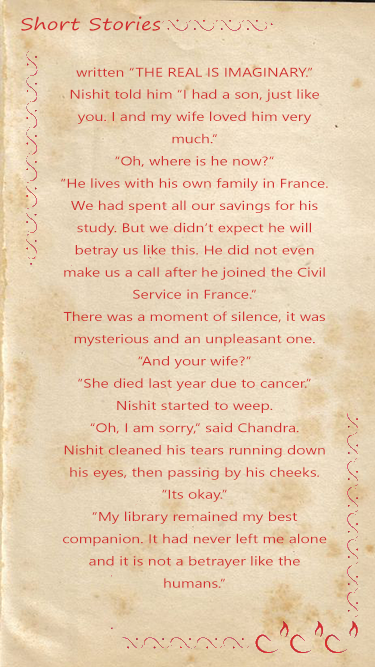 Short Stories
written “THE REAL IS IMAGINARY.”
Nishit told him “I had a son, just like
you. I and my wife loved him very
much.”
“Oh, where is he now?”
“He lives with his own family in France.
We had spent all our savings for his
study. But we didn’t expect he will
betray us like this. He did not even
make us a call after he joined the Civil
Service in France.”
There was a moment of silence, it was
mysterious and an unpleasant one.
“And your wife?”
“She died last year due to cancer.”
Nishit started to weep.
“Oh, I am sorry,” said Chandra.
Nishit cleaned his tears running down
his eyes, then passing by his cheeks.
“Its okay.”
“My library remained my best
companion. It had never left me alone
and it is not a betrayer like the
humans.”